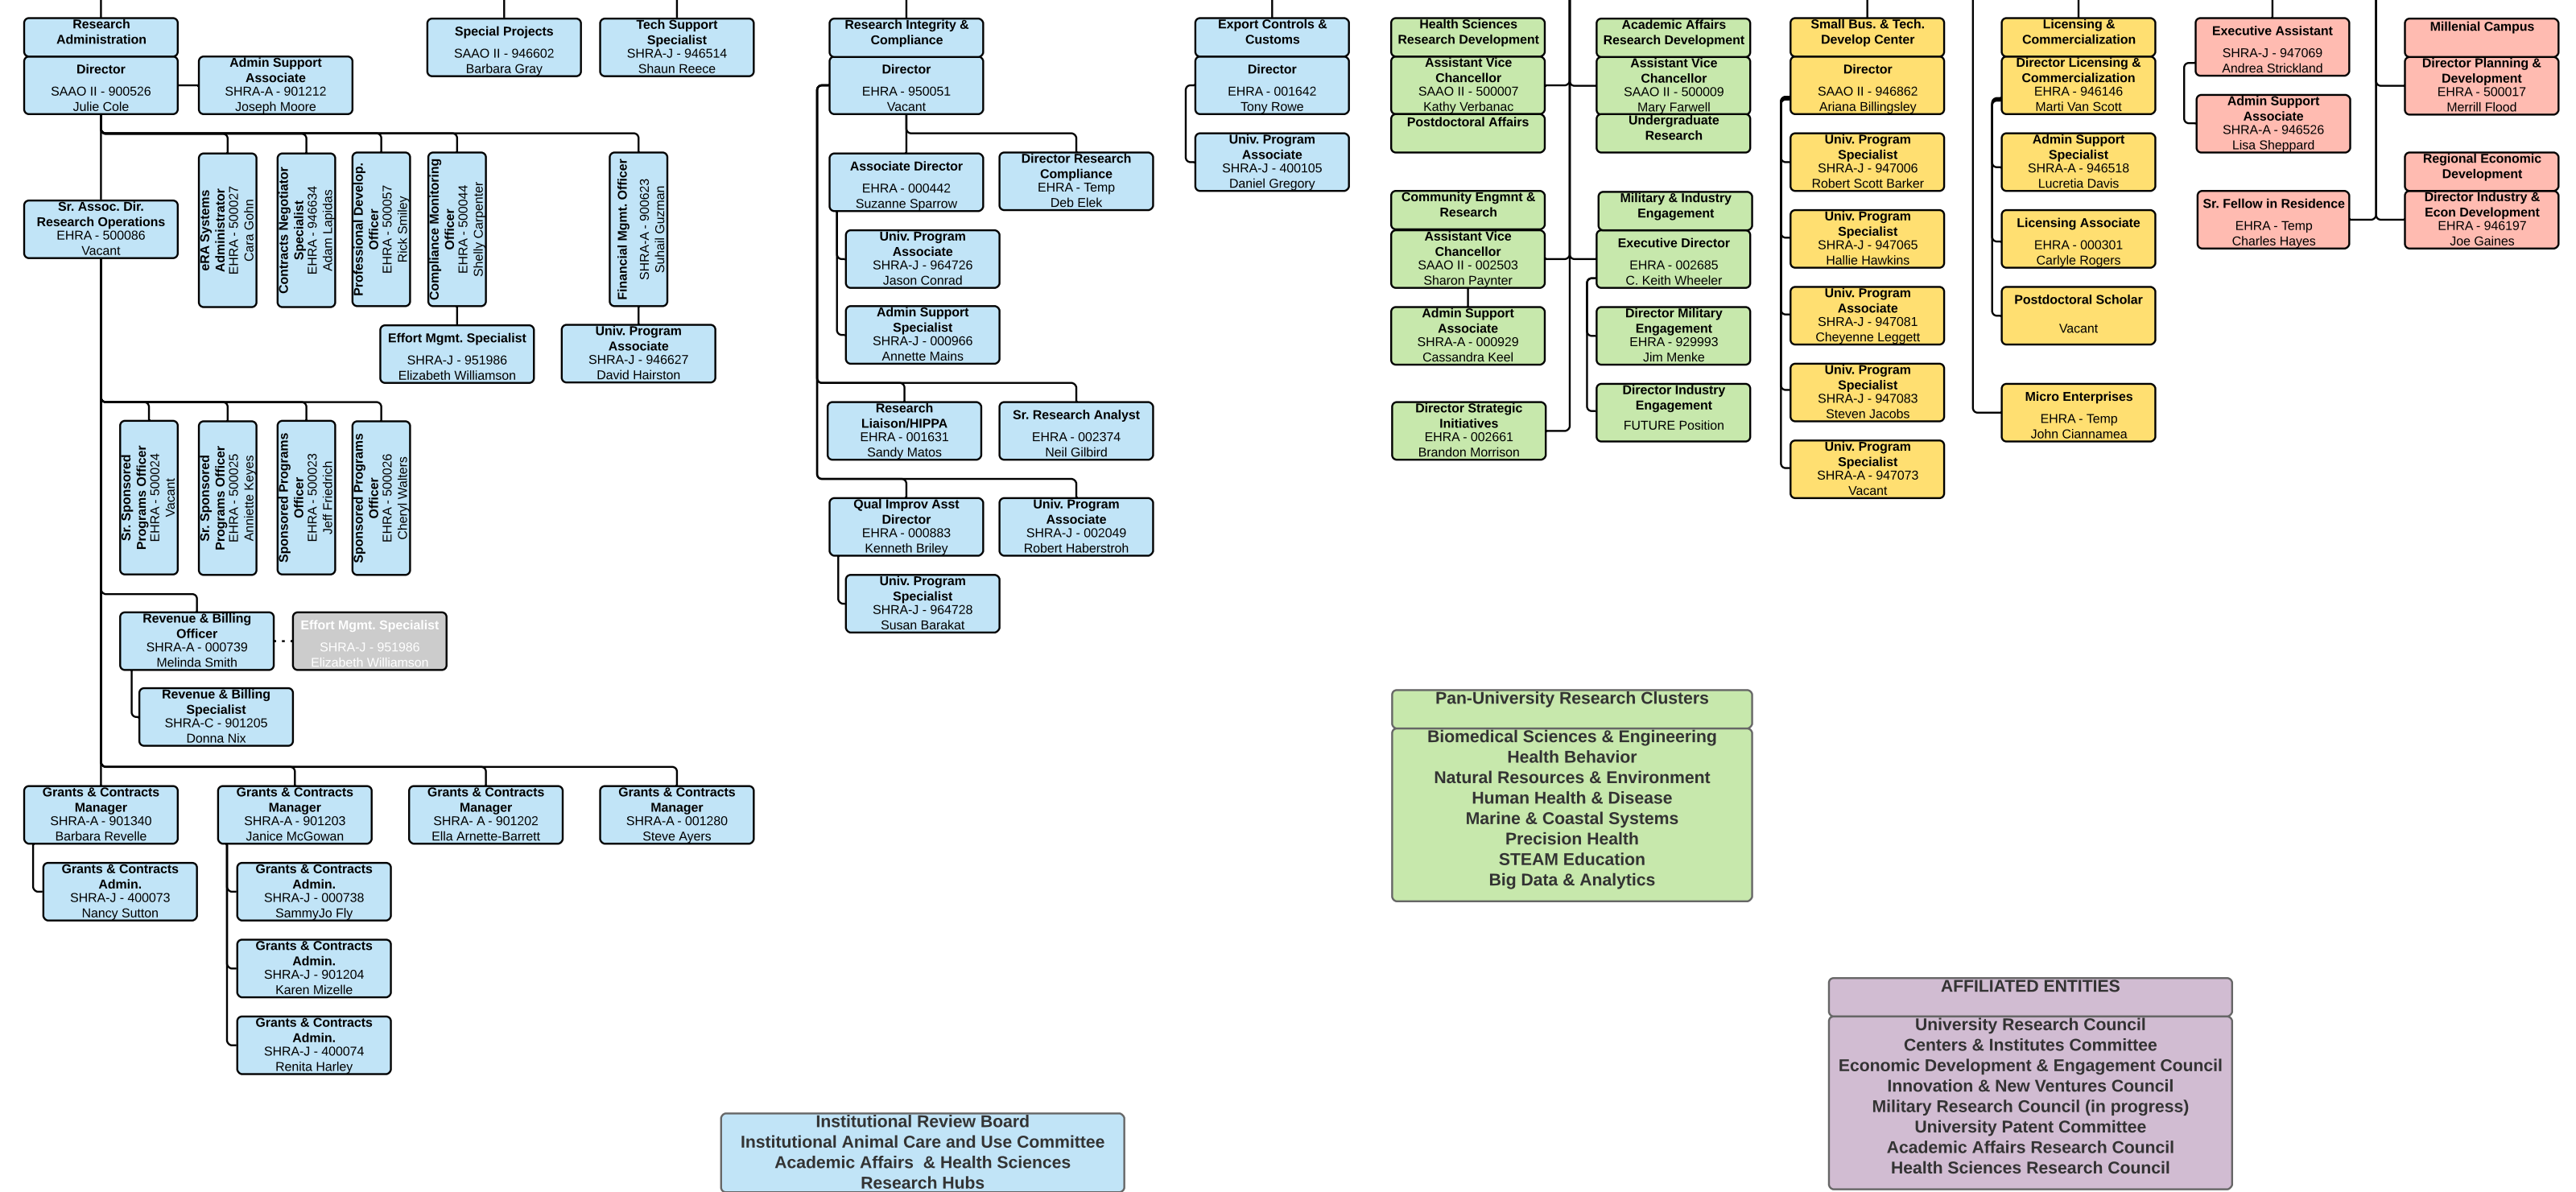 Research
Administration
Director
SAAO II - 900526
Julie Cole
Admin Support
Associate
SHRA-A - 901212
Joseph Moore
Sr. Assoc. Dir.
Research Operations
EHRA - 500086
Vacant
eRA Systems
Administrator
EHRA - 500027
Cara Gohn
Contracts Negotiator
Specialist
EHRA - 946634
Adam Lapidas
Professional Develop.
Officer
EHRA - 500057
Rick Smiley
Compliance Monitoring
Officer
EHRA - 500044
Shelly Carpenter
Financial Mgmt. Officer
SHRA-A - 900623
Suhail Guzman
Effort Mgmt. Specialist
SHRA-J - 951986
Elizabeth Williamson
Univ. Program
Associate
SHRA-J - 946627
David Hairston
Sr. Sponsored
Programs Officer
EHRA - 500024
Vacant
Sr. Sponsored
Programs Officer
EHRA - 500025
Anniette Keyes
Sponsored Programs
Officer
EHRA - 500023
Jeff Friedrich
Sponsored Programs
Officer
EHRA - 500026
Cheryl Walters
Revenue & Billing
Officer
SHRA-A - 000739
Melinda Smith
Effort Mgmt. Specialist
SHRA-J - 951986
Elizabeth Williamson
Revenue & Billing
Specialist
SHRA-C - 901205
Donna Nix
Grants & Contracts
Manager
SHRA-A - 901340
Barbara Revelle
Grants & Contracts
Manager
SHRA-A - 901203
Janice McGowan
Grants & Contracts
Manager
SHRA- A - 901202
Ella Arnette-Barrett
Grants & Contracts
Manager
SHRA-A - 001280
Steve Ayers
Grants & Contracts
Admin.
SHRA-J - 400073
Nancy Sutton
Grants & Contracts
Admin.
SHRA-J - 000738
SammyJo Fly
Grants & Contracts
Admin.
SHRA-J - 901204
Karen Mizelle
Grants & Contracts
Admin.
SHRA-J - 400074
Renita Harley
Special Projects
SAAO II - 946602
Barbara Gray
Tech Support
Specialist
SHRA-J - 946514
Shaun Reece
Research Integrity &
Compliance
Director
EHRA - 950051
Vacant
Associate Director
EHRA - 000442
Suzanne Sparrow
Director Research
Compliance
EHRA - Temp
Deb Elek
Univ. Program
Associate
SHRA-J - 964726
Jason Conrad
Admin Support
Specialist
SHRA-J - 000966
Annette Mains
Research
Liaison/HIPPA
EHRA - 001631
Sandy Matos
Sr. Research Analyst
EHRA - 002374
Neil Gilbird
Qual Improv Asst
Director
EHRA - 000883
Kenneth Briley
Univ. Program
Associate
SHRA-J - 002049
Robert Haberstroh
Univ. Program
Specialist
SHRA-J - 964728
Susan Barakat
Export Controls &
Customs
Director
EHRA - 001642
Tony Rowe
Univ. Program
Associate
SHRA-J - 400105
Daniel Gregory
Health Sciences
Research Development
Assistant Vice
Chancellor
SAAO II - 500007
Kathy Verbanac
Postdoctoral Affairs
Academic Affairs
Research Development
Assistant Vice
Chancellor
SAAO II - 500009
Mary Farwell
Undergraduate
Research
Community Engmnt &
Research
Assistant Vice
Chancellor
SAAO II - 002503
Sharon Paynter
Admin Support
Associate
SHRA-A - 000929
Cassandra Keel
Director Strategic
Initiatives
EHRA - 002661
Brandon Morrison
Military & Industry
Engagement
Executive Director
EHRA - 002685
C. Keith Wheeler
Director Military
Engagement
EHRA - 929993
Jim Menke
Director Industry
Engagement
FUTURE Position
Small Bus. & Tech.
Develop Center
Director
SAAO II - 946862
Ariana Billingsley
Univ. Program
Specialist
SHRA-J - 947006
Robert Scott Barker
Univ. Program
Specialist
SHRA-J - 947065
Hallie Hawkins
Univ. Program
Associate
SHRA-J - 947081
Cheyenne Leggett
Univ. Program
Specialist
SHRA-J - 947083
Steven Jacobs
Univ. Program
Specialist
SHRA-A - 947073
Vacant
Licensing &
Commercialization
Director Licensing &
Commercialization
EHRA - 946146
Marti Van Scott
Admin Support
Specialist
SHRA-A - 946518
Lucretia Davis
Licensing Associate
EHRA - 000301
Carlyle Rogers
Postdoctoral Scholar
Vacant
Micro Enterprises
EHRA - Temp
John Ciannamea
Executive Assistant
SHRA-J - 947069
Andrea Strickland
Admin Support
Associate
SHRA-A - 946526
Lisa Sheppard
Sr. Fellow in Residence
EHRA - Temp
Charles Hayes
Millenial Campus
Director Planning &
Development
EHRA - 500017
Merrill Flood
Regional Economic
Development
Director Industry &
Econ Development
EHRA - 946197
Joe Gaines
Pan-University Research Clusters
Biomedical Sciences & Engineering
Health Behavior
Natural Resources & Environment
Human Health & Disease
Marine & Coastal Systems
Precision Health
STEAM Education
Big Data & Analytics
AFFILIATED ENTITIES
University Research Council
Centers & Institutes Committee
Economic Development & Engagement Council
Innovation & New Ventures Council
Military Research Council (in progress)
University Patent Committee
Academic Affairs Research Council
Health Sciences Research Council
Institutional Review Board
Institutional Animal Care and Use Committee
Academic Affairs & Health Sciences
Research Hubs